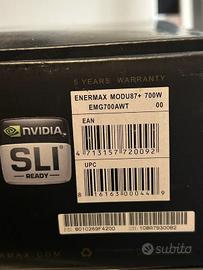 5 YEARS WARRANTY
ENERMAX MODU87+ 700W
EMG700AWT 00
EAN
4 713157 720092
UPC
8 16163 00044 9
NVIDIA
SLI
READY
subito